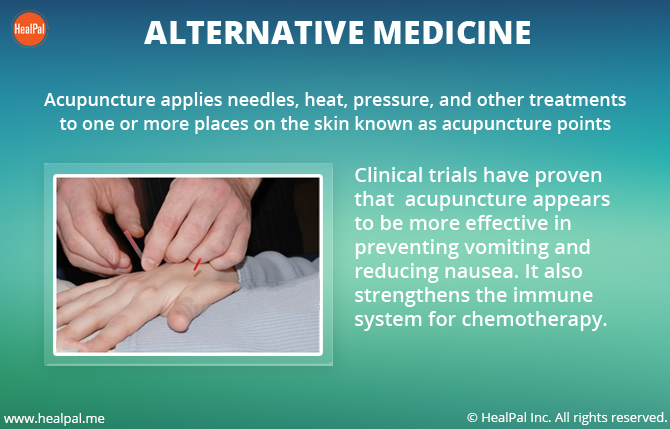 HealPal
ALTERNATIVE MEDICINE
Acupuncture applies needles, heat, pressure, and other treatments
to one or more places on the skin known as acupuncture points
Clinical trials have proven
that acupuncture appears
to be more effective in
preventing vomiting and
reducing nausea. It also
strengthens the immune
system for chemotherapy.
www.healpal.me
© HealPal Inc. All rights reserved.